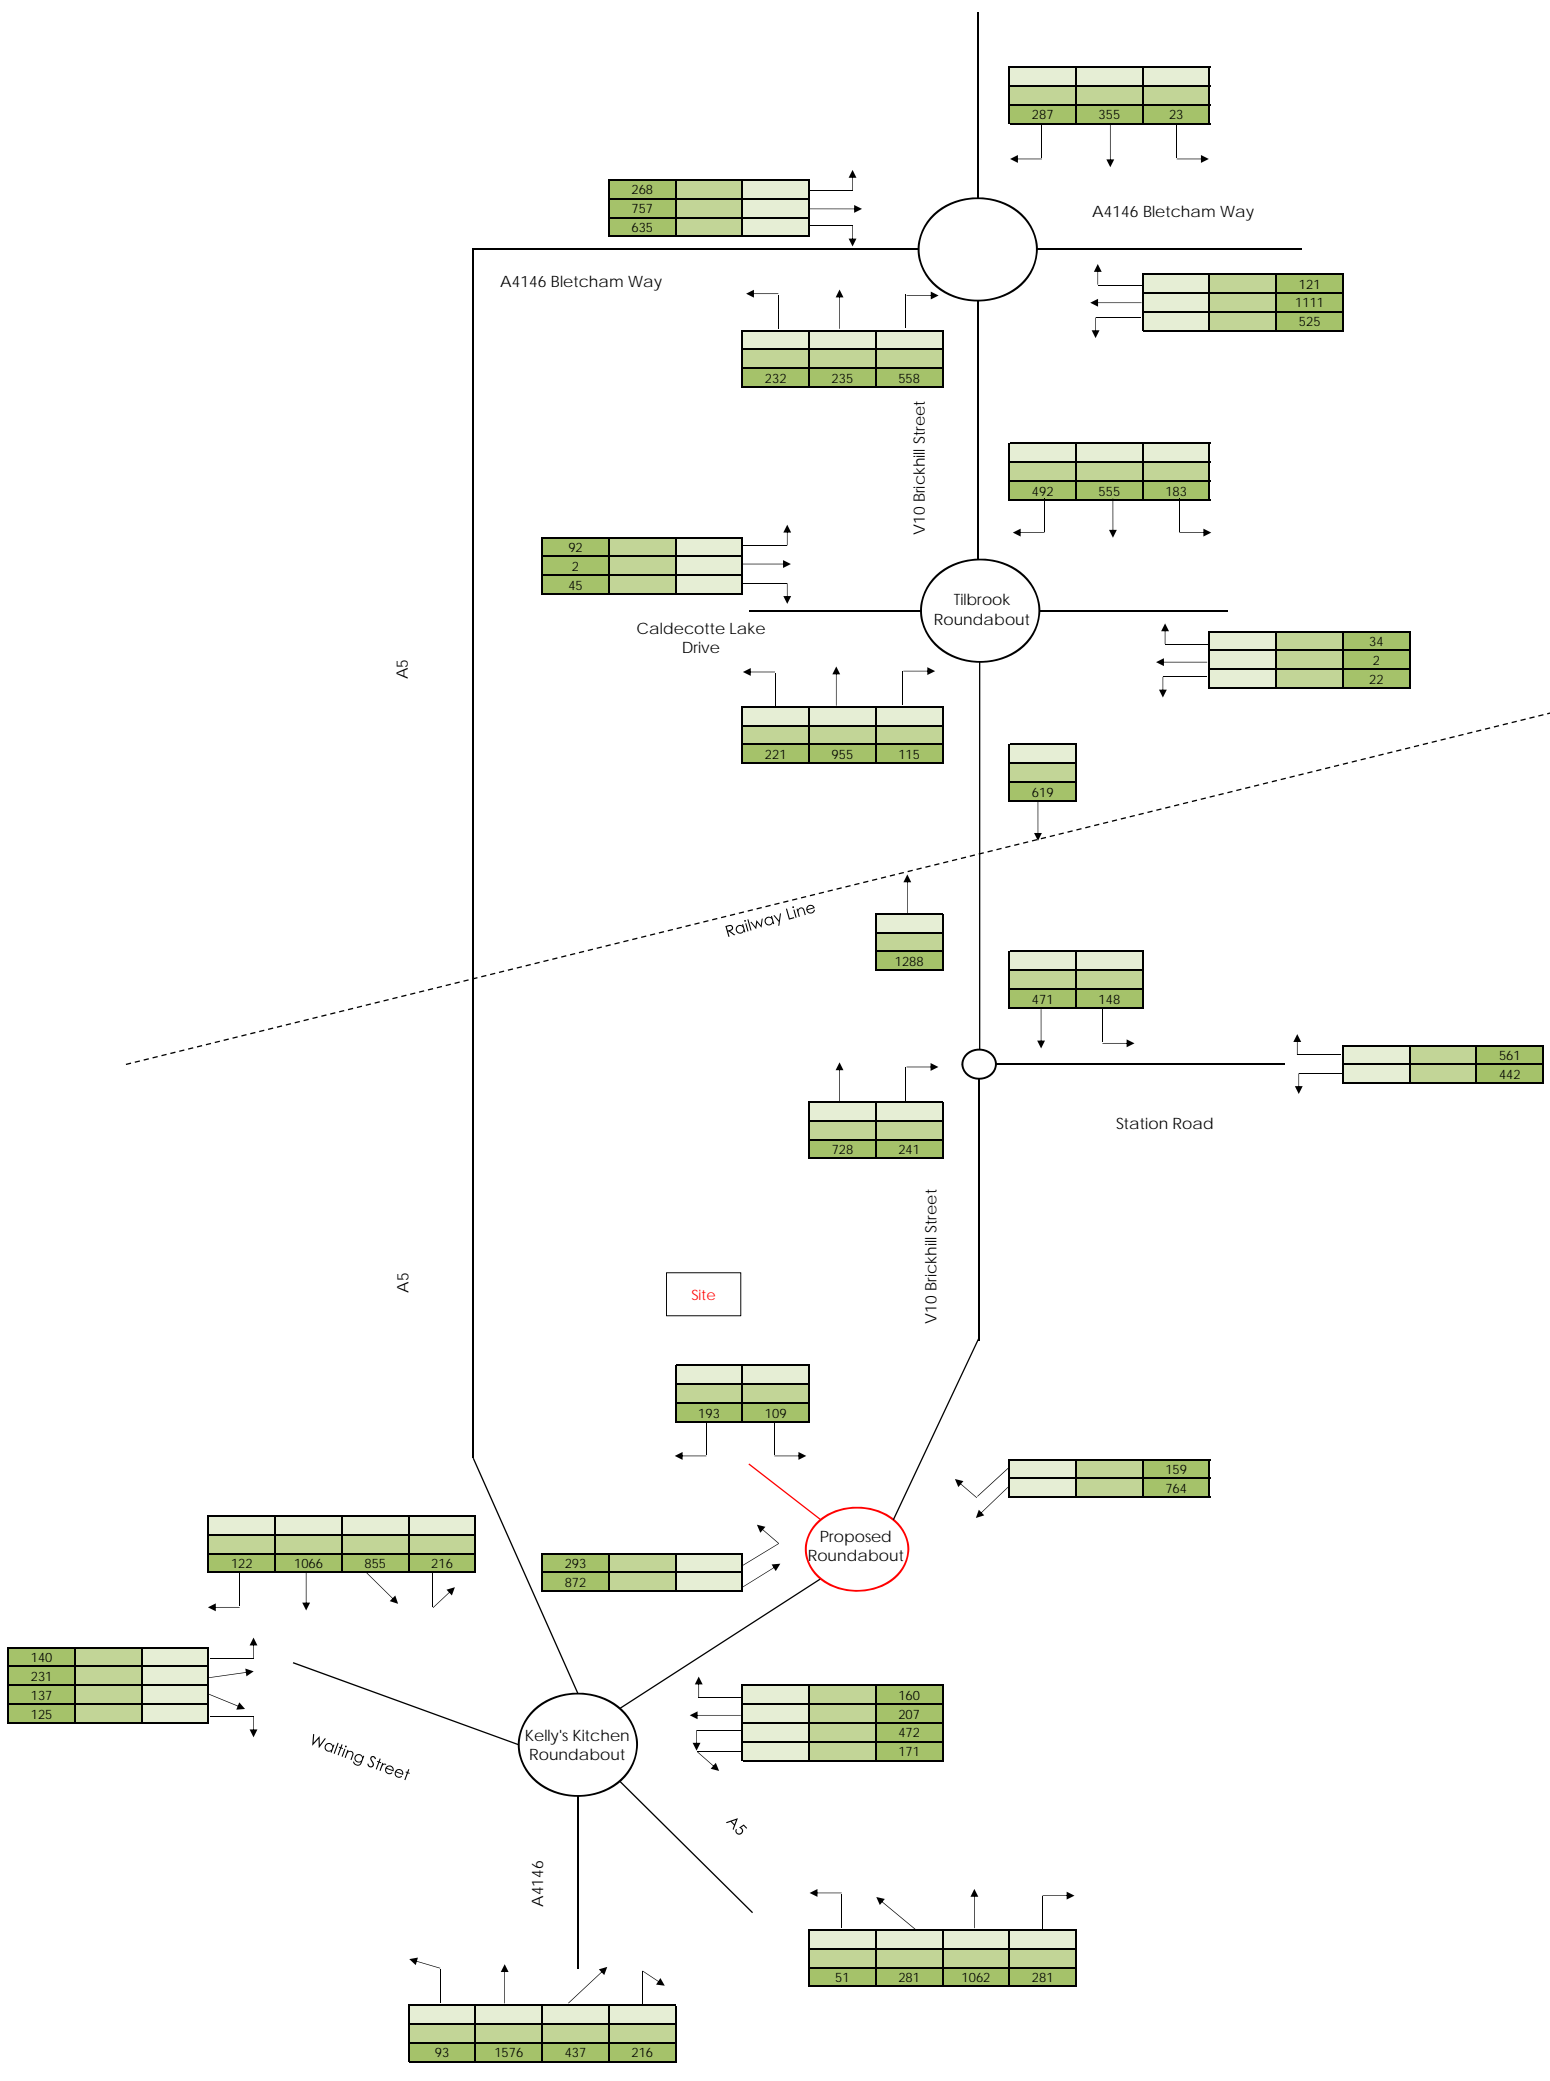 287 355 23
268
757
635
A4146 Bletcham Way
A4146 Bletcham Way
121
1111
525
232 235 558
V10 Brickhill Street
492 555 183
92
2
45
Tilbrook
Roundabout
Caldecotte Lake
Drive
34
2
22
A5
221 955 115
619
Railway Line
1288
471 148
561
442
728 241
Station Road
V10 Brickhill Street
A5
Site
193 109
159
764
Proposed
Roundabout
293
872
122 1066 855 216
140
231
137
125
160
207
472
171
Kelly's Kitchen
Roundabout
Walting Street
A5
A4146
51 281 1062 281
93 1576 437 216